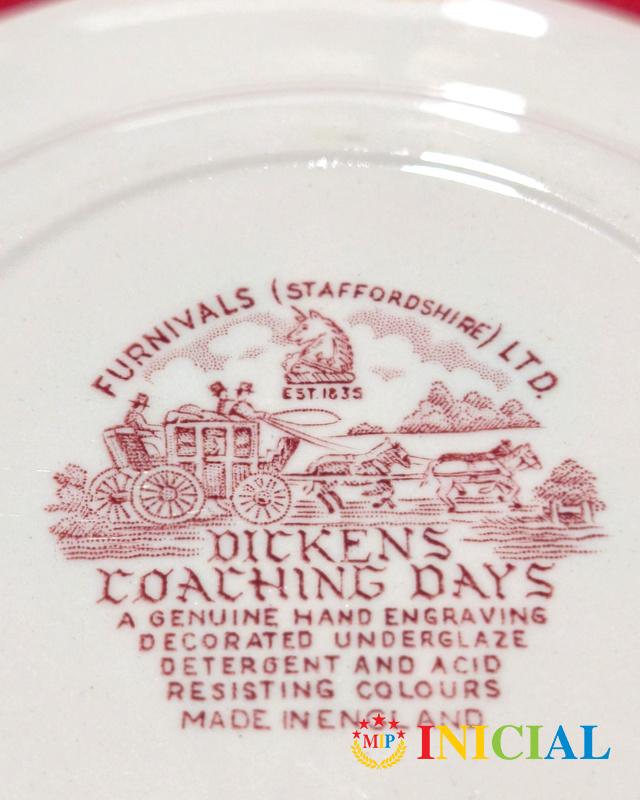 FURNIVALS (STAFFORDSHIRE) LTD.
EST. 1835
DICKENS
COACHING DAYS
A GENUINE HAND ENGRAVING
DECORATED UNDERGLAZE
DETERGENT AND ACID
RESISTING COLOURS
MADE IN ENGLAND
MIP INICIAL